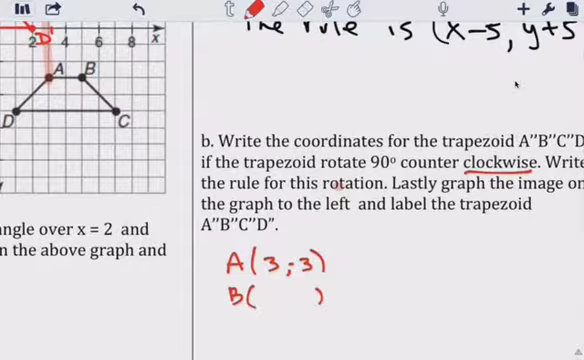 The rule is (x-5, y+5
2 D' 4 6 8 x
A B
D C
b. Write the coordinates for the trapezoid A"B"C"D
if the trapezoid rotate 90° counter clockwise. Write
the rule for this rotation. Lastly graph the image on
the graph to the left and label the trapezoid
A"B"C"D".
angle over x = 2 and
n the above graph and
A(3,-3)
B( )